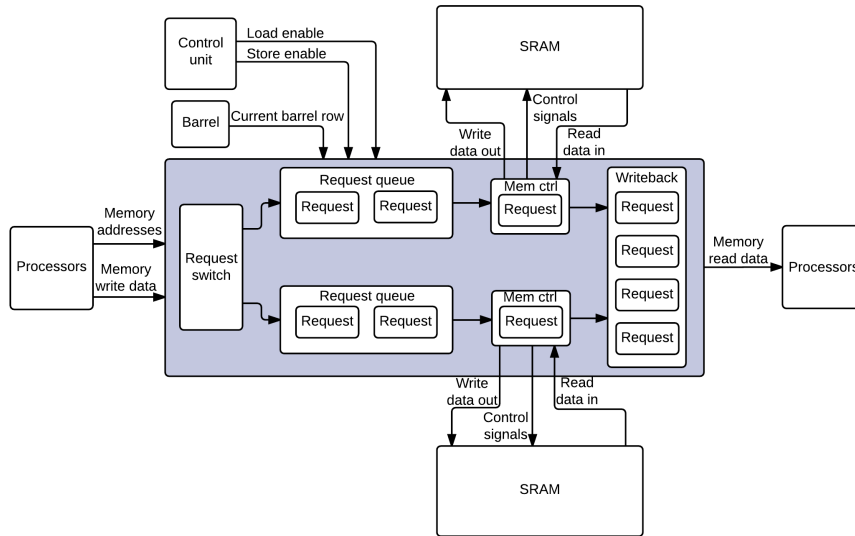 Control
unit
Load enable
Store enable
SRAM
Barrel
Current barrel row
Write
data out
Control
signals
Read
data in
Request queue
Request
Request
Mem ctrl
Request
Writeback
Request
Request
Request
Request
Memory
addresses
Processors
Memory
write data
Request
switch
Memory
read data
Processors
Request queue
Request
Request
Mem ctrl
Request
Write
data out
Control
signals
Read
data in
SRAM